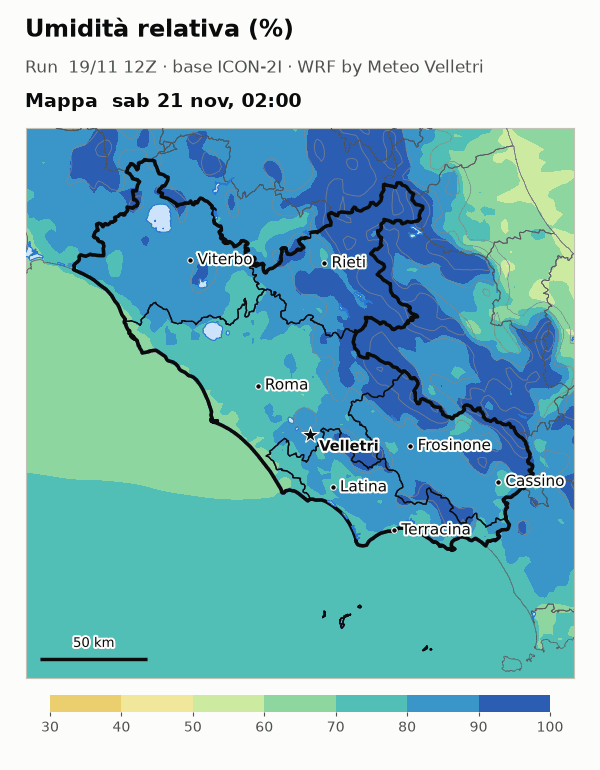 Umidità relativa (%)
Run  19/11 12Z · base ICON-2I · WRF by Meteo Velletri
Mappa  sab 21 nov, 02:00
Viterbo
Rieti
Roma
Velletri
Frosinone
Cassino
Latina
Terracina
50 km
30 40 50 60 70 80 90 100